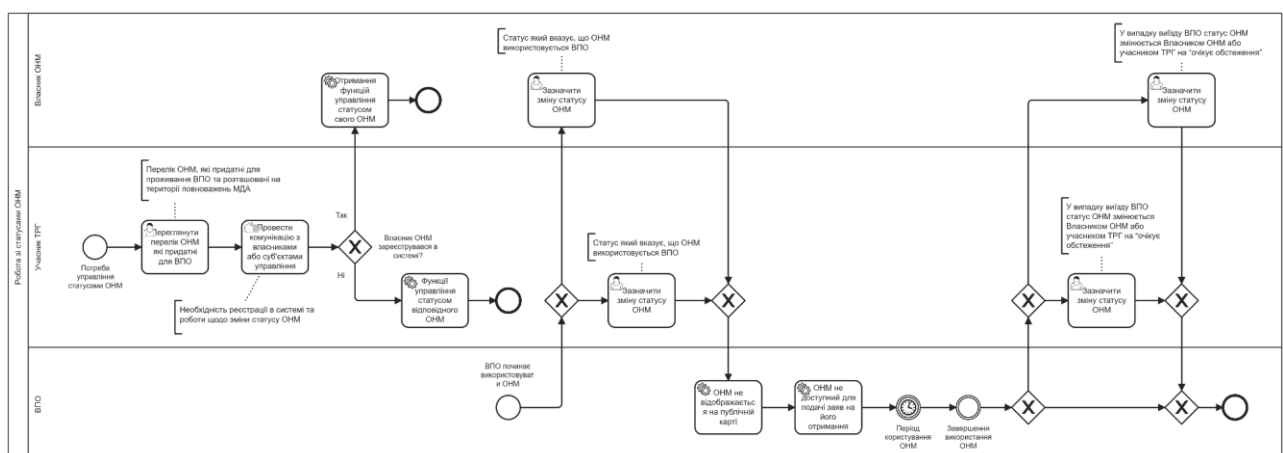 Робота зі статусами ОНМ
Власник ОНМ
Отримання
функцій
управління
статусом
свого ОНМ
Статус який вказує, що ОНМ
використовується ВПО
Зазначити
зміну статусу
ОНМ
У випадку виїзду ВПО статус ОНМ
змінюється Власником ОНМ або
учасником ТРГ на “очікує обстеження”
Зазначити
зміну статусу
ОНМ
Учасник ТРГ
Потреба
управління
статусами ОНМ
Перелік ОНМ, які придатні для
проживання ВПО та розташовані на
території повноважень МДА
Переглянути
перелік ОНМ
які придатні
для ВПО
Провести
комунікацію з
власниками
або суб'єктами
управління
Необхідність реєстрації в системі та
роботи щодо зміни статусу ОНМ
Так
Ні
Власник ОНМ
зареєструвався в
системі?
Функції
управління
статусом
відповідного
ОНМ
Статус який вказує, що ОНМ
використовується ВПО
Зазначити
зміну статусу
ОНМ
У випадку виїзду ВПО
статус ОНМ змінюється
Власником ОНМ або
учасником ТРГ на “очікує
обстеження”
Зазначити
зміну статусу
ОНМ
ВПО
ВПО починає
використовуват
и ОНМ
ОНМ не
відображаєтьс
я на публічній
карті
ОНМ не
доступний для
подачі заяв на
його
отримання
Період
користування
ОНМ
Завершення
використання
ОНМ